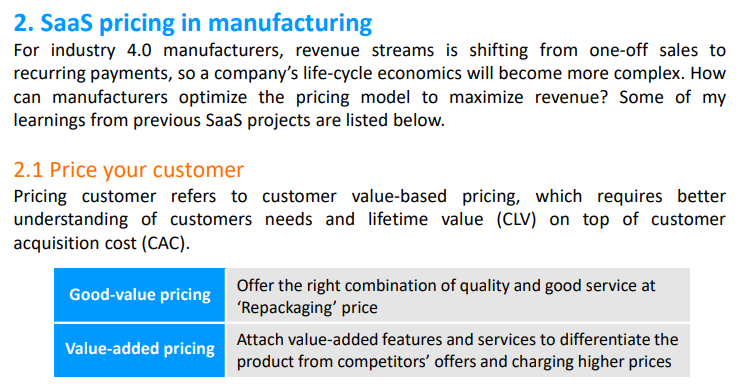 2. SaaS pricing in manufacturing
For industry 4.0 manufacturers, revenue streams is shifting from one-off sales to
recurring payments, so a company’s life-cycle economics will become more complex. How
can manufacturers optimize the pricing model to maximize revenue? Some of my
learnings from previous SaaS projects are listed below.
2.1 Price your customer
Pricing customer refers to customer value-based pricing, which requires better
understanding of customers needs and lifetime value (CLV) on top of customer
acquisition cost (CAC).
Good-value pricing
Offer the right combination of quality and good service at
‘Repackaging’ price
Value-added pricing
Attach value-added features and services to differentiate the
product from competitors’ offers and charging higher prices